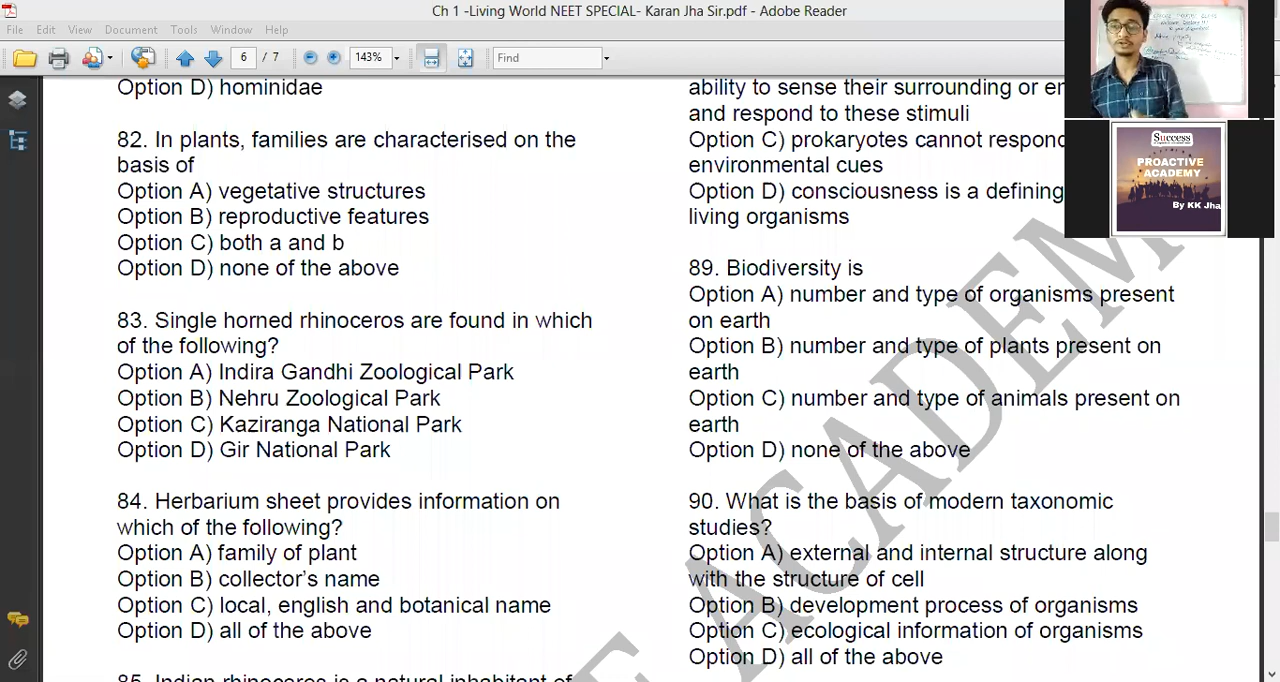 Ch 1 -Living World NEET SPECIAL- Karan Jha Sir.pdf - Adobe Reader
File Edit View Document Tools Window Help
6 / 7 143% Find
Option D) hominidae
82. In plants, families are characterised on the
basis of
Option A) vegetative structures
Option B) reproductive features
Option C) both a and b
Option D) none of the above
83. Single horned rhinoceros are found in which
of the following?
Option A) Indira Gandhi Zoological Park
Option B) Nehru Zoological Park
Option C) Kaziranga National Park
Option D) Gir National Park
84. Herbarium sheet provides information on
which of the following?
Option A) family of plant
Option B) collector's name
Option C) local, english and botanical name
Option D) all of the above
85. Indian rhinoceros is a natural inhabitant of
ability to sense their surrounding or en
and respond to these stimuli
Option C) prokaryotes cannot respond
environmental cues
Option D) consciousness is a defining
living organisms
89. Biodiversity is
Option A) number and type of organisms present
on earth
Option B) number and type of plants present on
earth
Option C) number and type of animals present on
earth
Option D) none of the above
90. What is the basis of modern taxonomic
studies?
Option A) external and internal structure along
with the structure of cell
Option B) development process of organisms
Option C) ecological information of organisms
Option D) all of the above
Success
PROACTIVE
ACADEMY
By KK Jha
E ACADEM